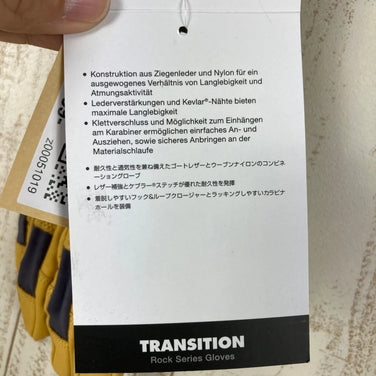 • Konstruktion aus Ziegenleder und Nylon für ein
ausgewogenes Verhältnis von Langlebigkeit und
Atmungsaktivität
• Lederverstärkungen und Kevlar®-Nähte bieten
maximale Langlebigkeit
• Klettverschluss und Möglichkeit zum Einhängen
am Karabiner ermöglichen einfaches An- und
Ausziehen, sowie sicheres Anbringen an der
Materialschlaufe
• 耐久性と通気性を兼ね備えたゴートレザーとウーブンナイロンのコンビネ
ーショングローブ
• レザー補強とケブラー®ステッチが優れた耐久性を発揮
• 着脱しやすいフック&ループクロージャーとラッキングしやすいカラビナ
ホールを装備
TRANSITION
Rock Series Gloves
200051019